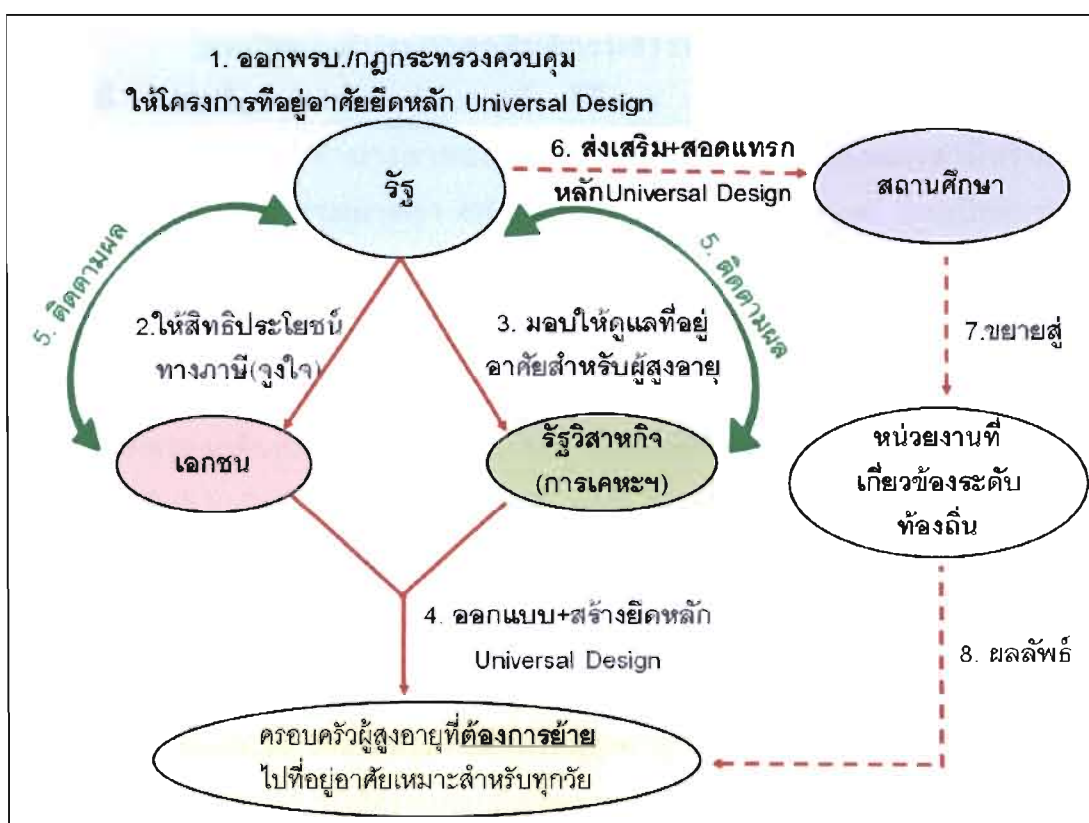 1. ออกพรบ./กฎกระทรวงควบคุม
ให้โครงการที่อยู่อาศัยยึดหลัก Universal Design
รัฐ
6. ส่งเสริม+สอดแทรก
หลักUniversal Design
สถานศึกษา
5. ติดตามผล
5. ติดตามผล
2.ให้สิทธิประโยชน์
ทางภาษี(จูงใจ)
3. มอบให้ดูแลที่อยู่
อาศัยสำหรับผู้สูงอายุ
7.ขยายสู่
เอกชน
รัฐวิสาหกิจ
(การเคหะฯ)
หน่วยงานที่
เกี่ยวข้องระดับ
ท้องถิ่น
4. ออกแบบ+สร้างยึดหลัก
Universal Design
8. ผลลัพธ์
ครอบครัวผู้สูงอายุที่ต้องการย้าย
ไปที่อยู่อาศัยเหมาะสำหรับทุกวัย